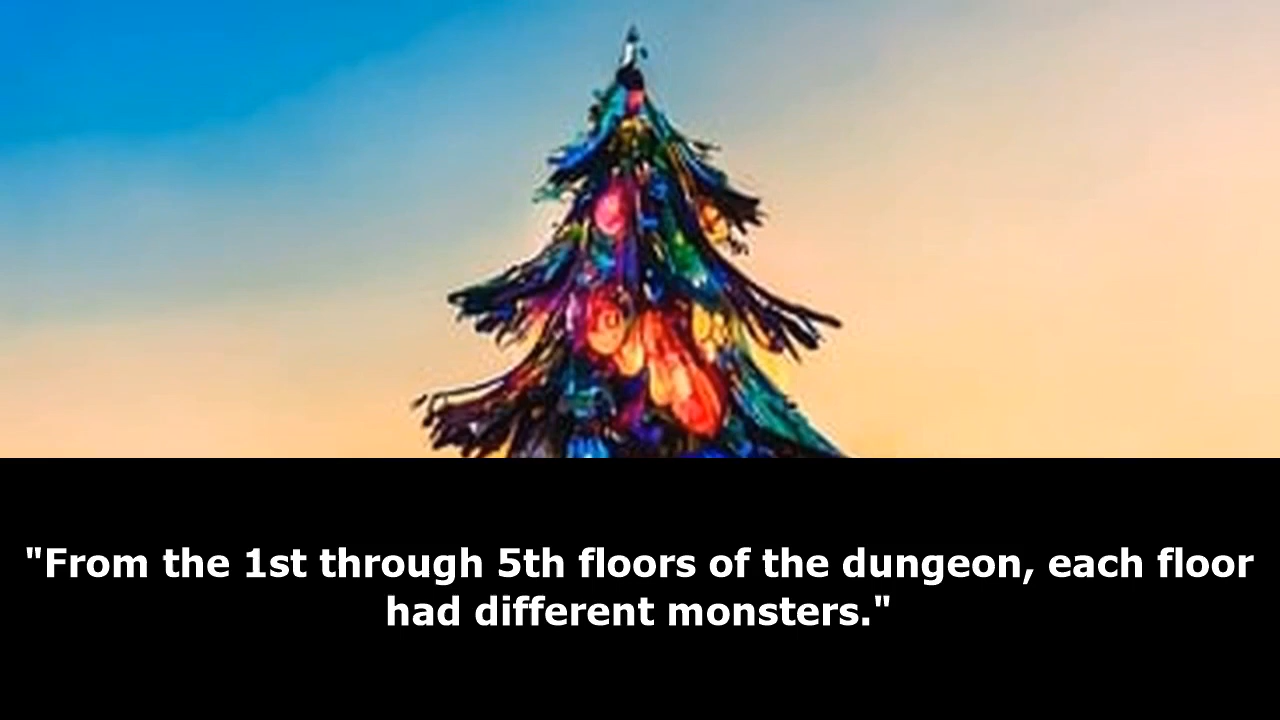 "From the 1st through 5th floors of the dungeon, each floor
had different monsters."